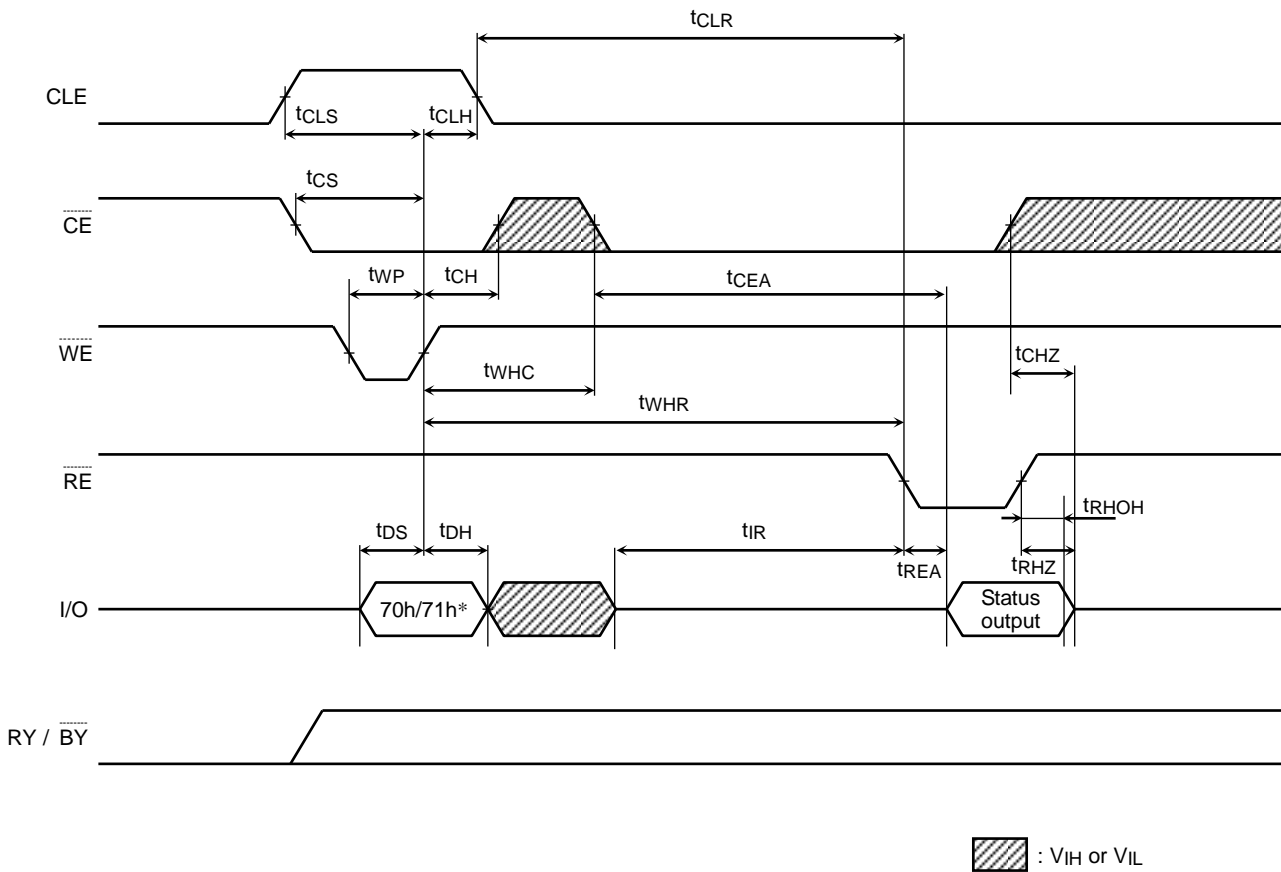 tCLR
CLE
tCLS
tCLH
tCS
CE
tWP
tCH
tCEA
WE
tCHZ
tWHC
tWHR
RE
tRHOH
tDS
tDH
tIR
tREA
tRHZ
I/O
70h/71h*
Status
output
RY / BY
: VIH or VIL